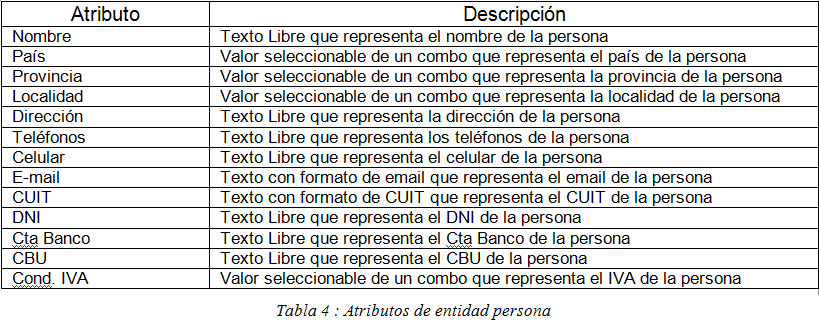 Atributo Descripción
Nombre Texto Libre que representa el nombre de la persona
País Valor seleccionable de un combo que representa el país de la persona
Provincia Valor seleccionable de un combo que representa la provincia de la persona
Localidad Valor seleccionable de un combo que representa la localidad de la persona
Dirección Texto Libre que representa la dirección de la persona
Teléfonos Texto Libre que representa los teléfonos de la persona
Celular Texto Libre que representa el celular de la persona
E-mail Texto con formato de email que representa el email de la persona
CUIT Texto con formato de CUIT que representa el CUIT de la persona
DNI Texto Libre que representa el DNI de la persona
Cta Banco Texto Libre que representa el Cta Banco de la persona
CBU Texto Libre que representa el CBU de la persona
Cond. IVA Valor seleccionable de un combo que representa el IVA de la persona
Tabla 4 : Atributos de entidad persona